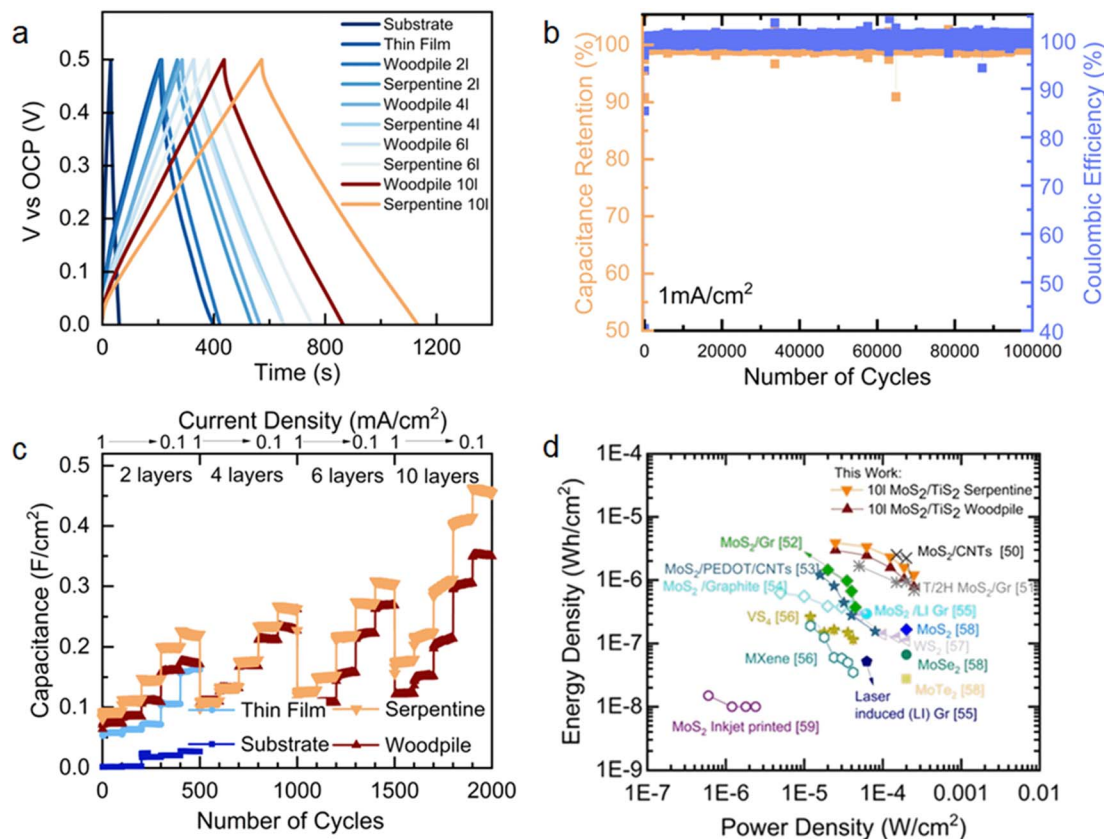 a
V vs OCP (V)
0.5
0.4
0.3
0.2
0.1
0.0
0
400
800
1200
Time (s)
Substrate
Thin Film
Woodpile 2l
Serpentine 2l
Woodpile 4l
Serpentine 4l
Woodpile 6l
Serpentine 6l
Woodpile 10l
Serpentine 10l
b
Capacitance Retention (%)
100
95
90
85
80
75
70
65
60
55
50
1mA/cm²
0
20000
40000
60000
80000
100000
Number of Cycles
100
90
80
70
60
50
40
Coulombic Efficiency (%)
c
Current Density (mA/cm²)
1 → 0.1 1 → 0.1 1 → 0.1 1 → 0.1
2 layers 4 layers 6 layers 10 layers
Capacitance (F/cm²)
0.5
0.4
0.3
0.2
0.1
0.0
Thin Film Serpentine
Substrate Woodpile
0
500
1000
1500
2000
Number of Cycles
d
Energy Density (Wh/cm²)
1E-4
1E-5
1E-6
1E-7
1E-8
1E-9
This Work:
10l MoS₂/TiS₂ Serpentine
10l MoS₂/TiS₂ Woodpile
MoS₂/Gr [52]
MoS₂/CNTs [50]
MoS₂/PEDOT/CNTs [53]
T/2H MoS₂/Gr [51
MoS₂/Graphite [54]
MoS₂/LI Gr [55]
VS₄ [56]
MoS₂ [58]
WS₂ [57]
MXene [56]
MoSe₂ [58]
MoTe₂ [58]
Laser
induced (LI) Gr [55]
MoS₂ Inkjet printed [59]
1E-7
1E-6
1E-5
1E-4
0.001
0.01
Power Density (W/cm²)